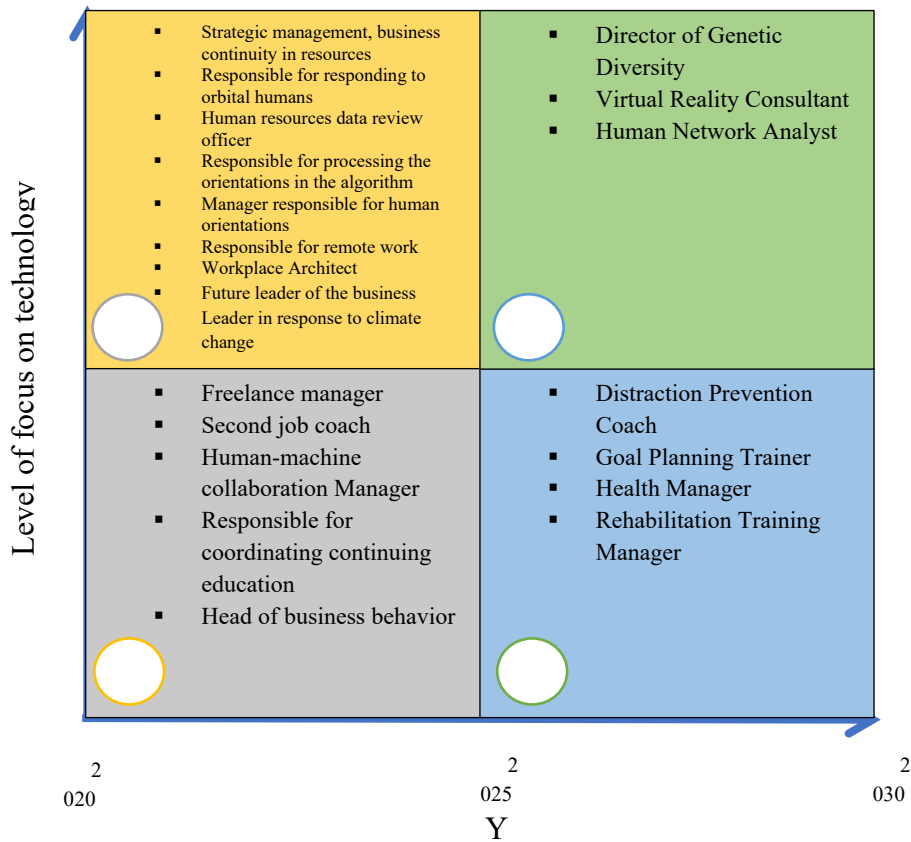 Level of focus on technology
▪ Strategic management, business
continuity in resources
▪ Responsible for responding to
orbital humans
▪ Human resources data review
officer
▪ Responsible for processing the
orientations in the algorithm
▪ Manager responsible for human
orientations
▪ Responsible for remote work
▪ Workplace Architect
▪ Future leader of the business
Leader in response to climate
change
▪ Director of Genetic
Diversity
▪ Virtual Reality Consultant
▪ Human Network Analyst
▪ Freelance manager
▪ Second job coach
▪ Human-machine
collaboration Manager
▪ Responsible for
coordinating continuing
education
▪ Head of business behavior
▪ Distraction Prevention
Coach
▪ Goal Planning Trainer
▪ Health Manager
▪ Rehabilitation Training
Manager
2
020
2
025
2
030
Y